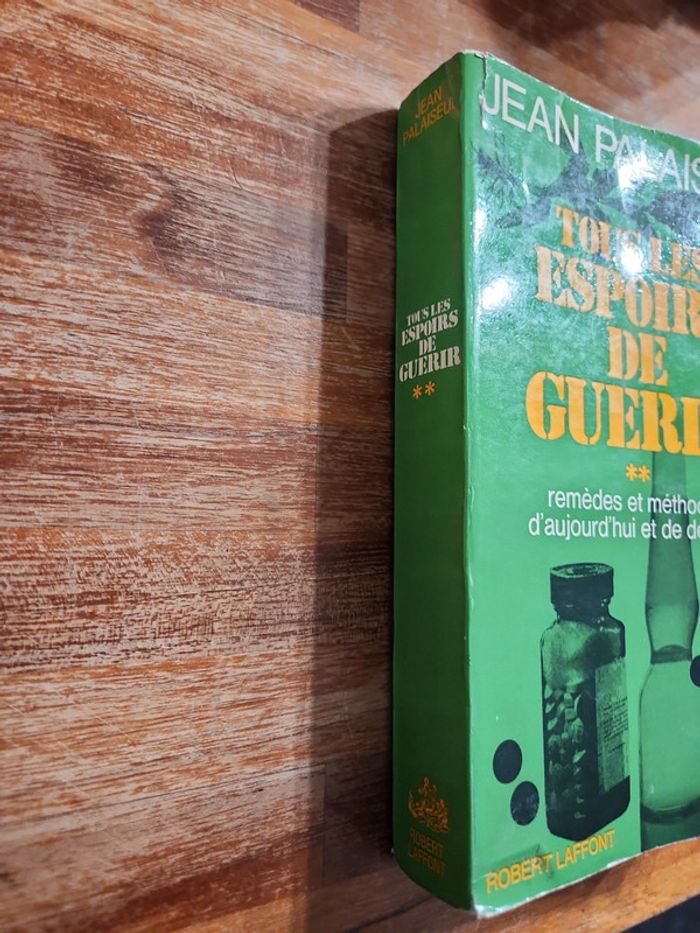 JEAN
PALAISEUL
TOUS LES
ESPOIRS
DE
GUERIR
**
ROBERT
LAFFONT
JEAN PALAIS
TOUS LES
ESPOIR
DE
GUERI
**
remèdes et méthod
d'aujourd'hui et de de
ROBERT LAFFONT